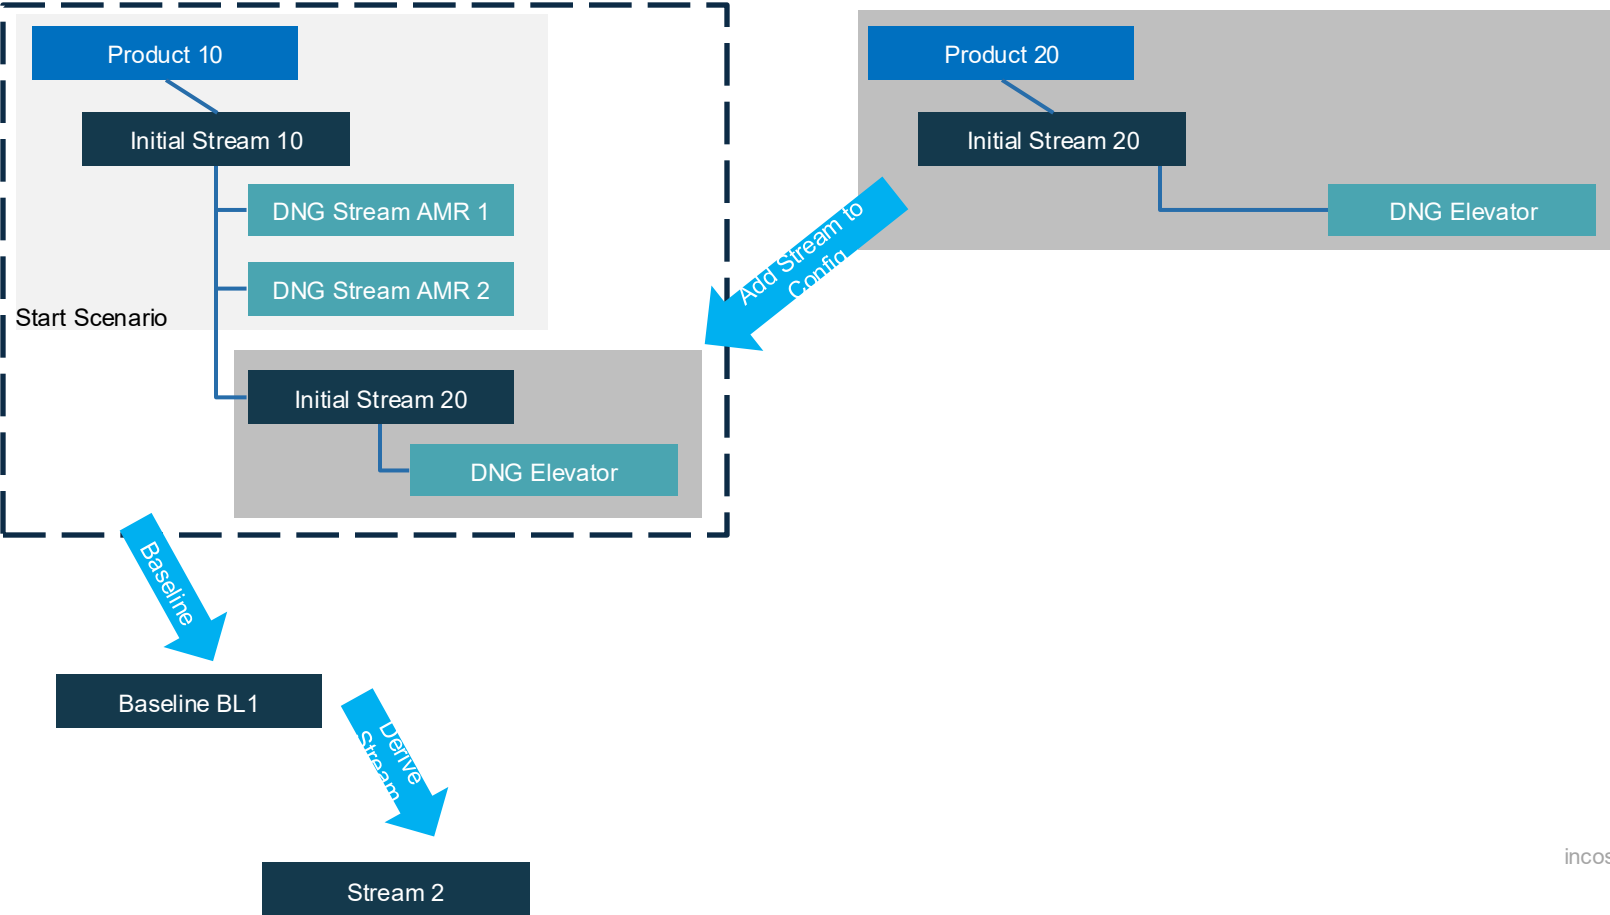 Product 10
Product 20
Initial Stream 10
Initial Stream 20
DNG Stream AMR 1
DNG Elevator
Add Stream to
Config
DNG Stream AMR 2
Start Scenario
Initial Stream 20
DNG Elevator
Baseline
Baseline BL1
Derive
Stream
incos
Stream 2